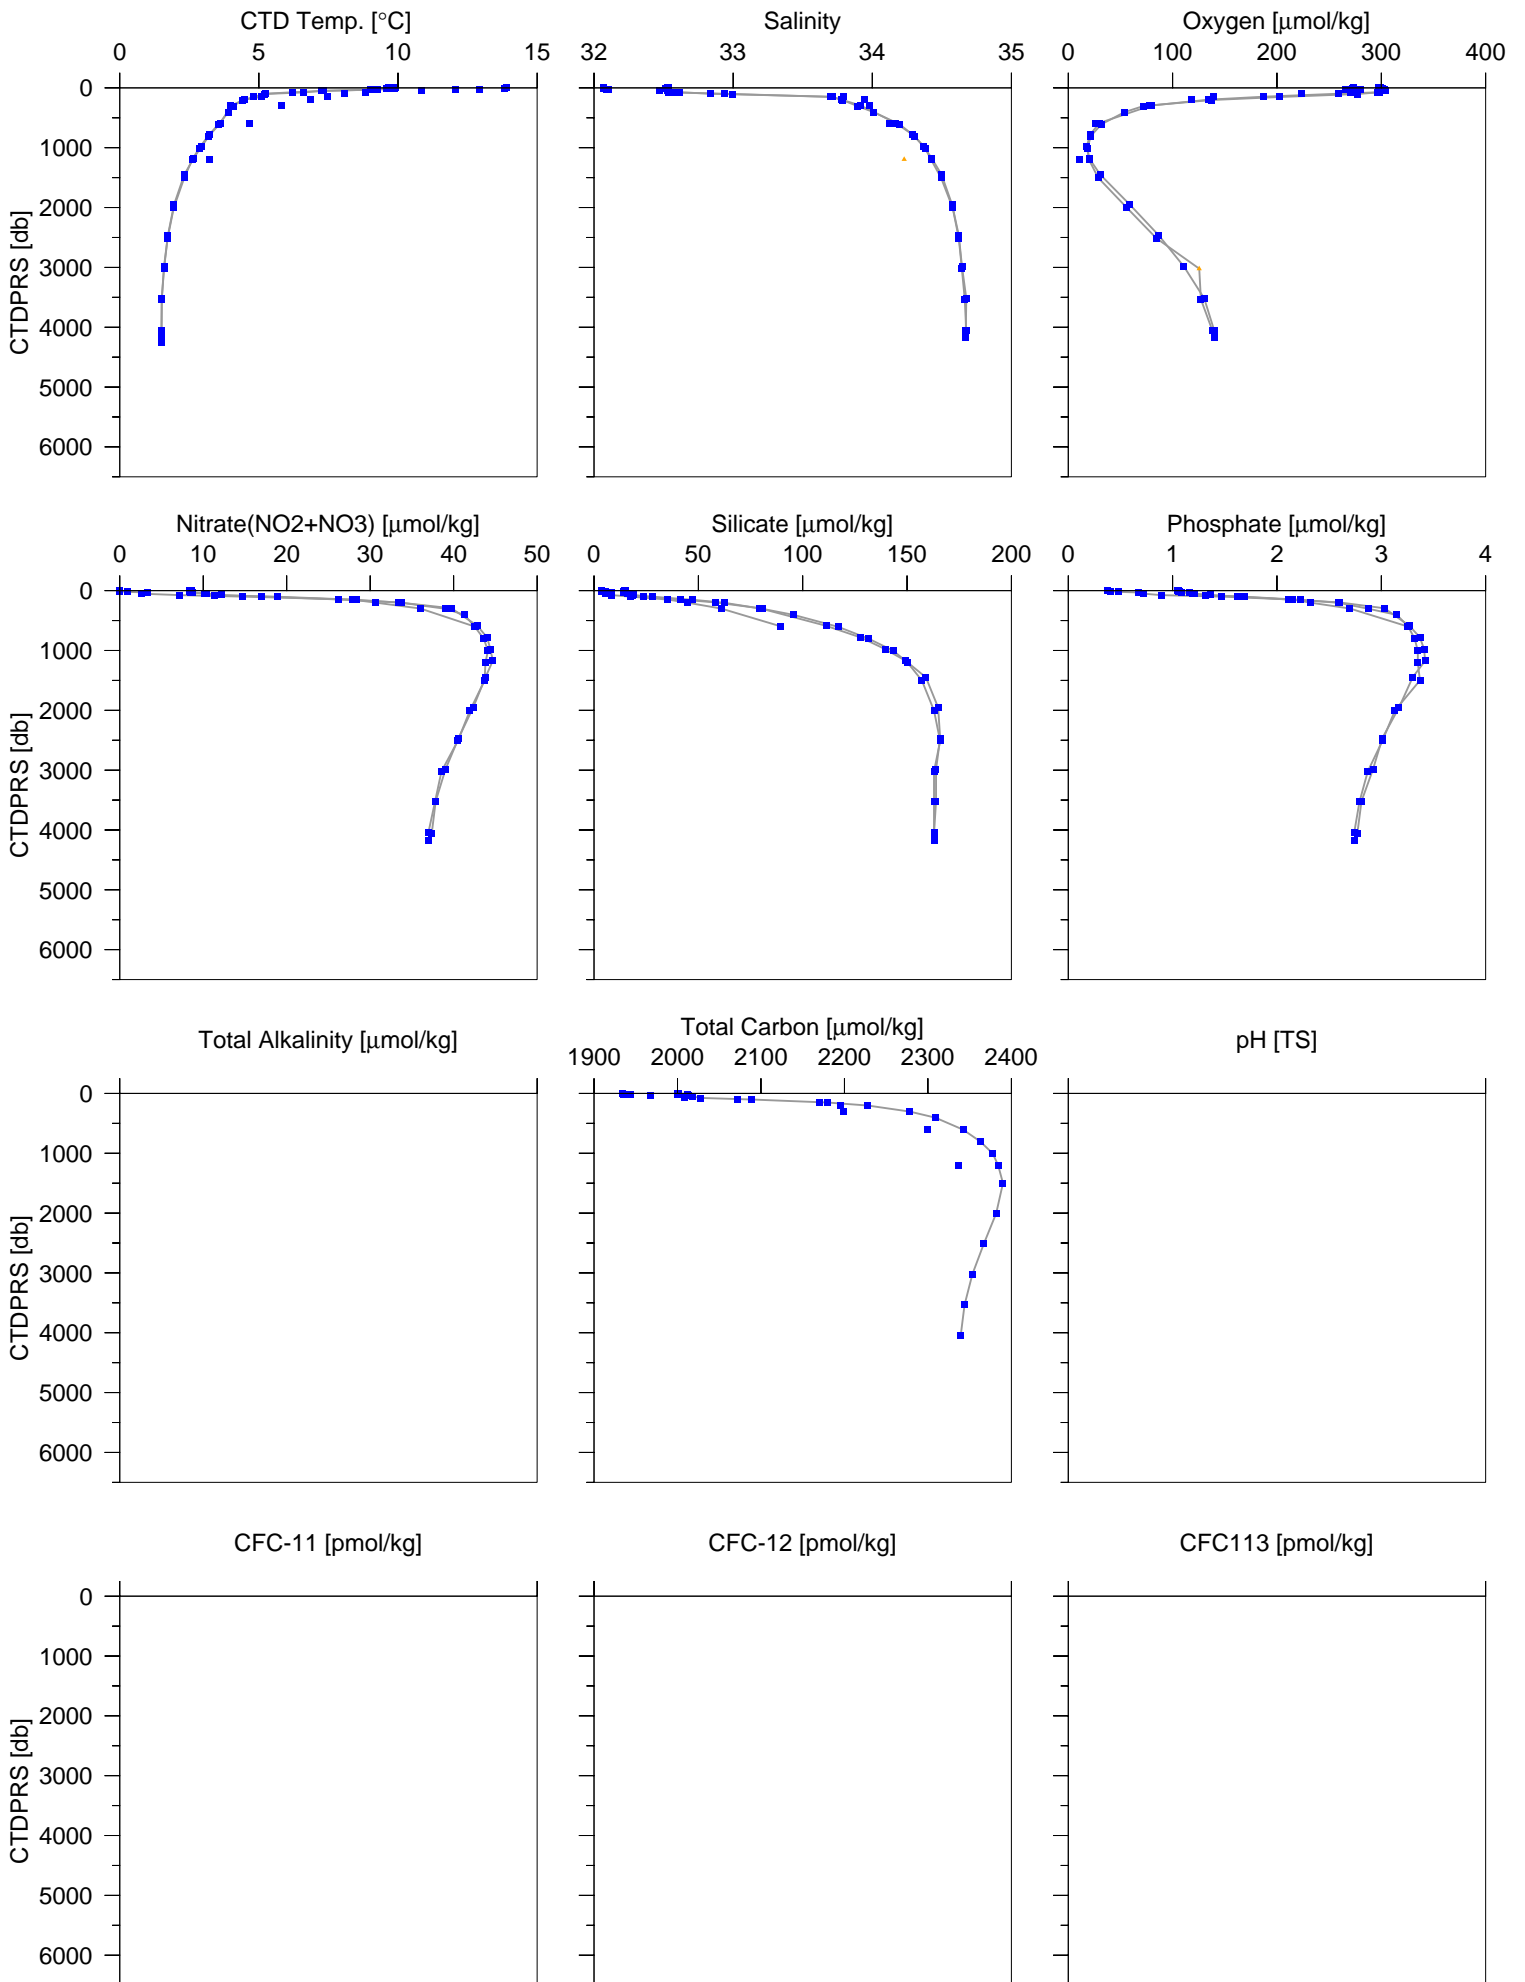 CTD Temp. [°C] Salinity Oxygen [μmol/kg]
0 5 10 15 32 33 34 35 0 100 200 300 400
0
1000
2000
3000
4000
5000
6000
CTDPRS [db]
Nitrate(NO2+NO3) [μmol/kg] Silicate [μmol/kg] Phosphate [μmol/kg]
0 10 20 30 40 50 0 50 100 150 200 0 1 2 3 4
0
1000
2000
3000
4000
5000
6000
CTDPRS [db]
Total Alkalinity [μmol/kg] Total Carbon [μmol/kg] pH [TS]
1900 2000 2100 2200 2300 2400
0
1000
2000
3000
4000
5000
6000
CTDPRS [db]
CFC-11 [pmol/kg] CFC-12 [pmol/kg] CFC113 [pmol/kg]
0
1000
2000
3000
4000
5000
6000
CTDPRS [db]